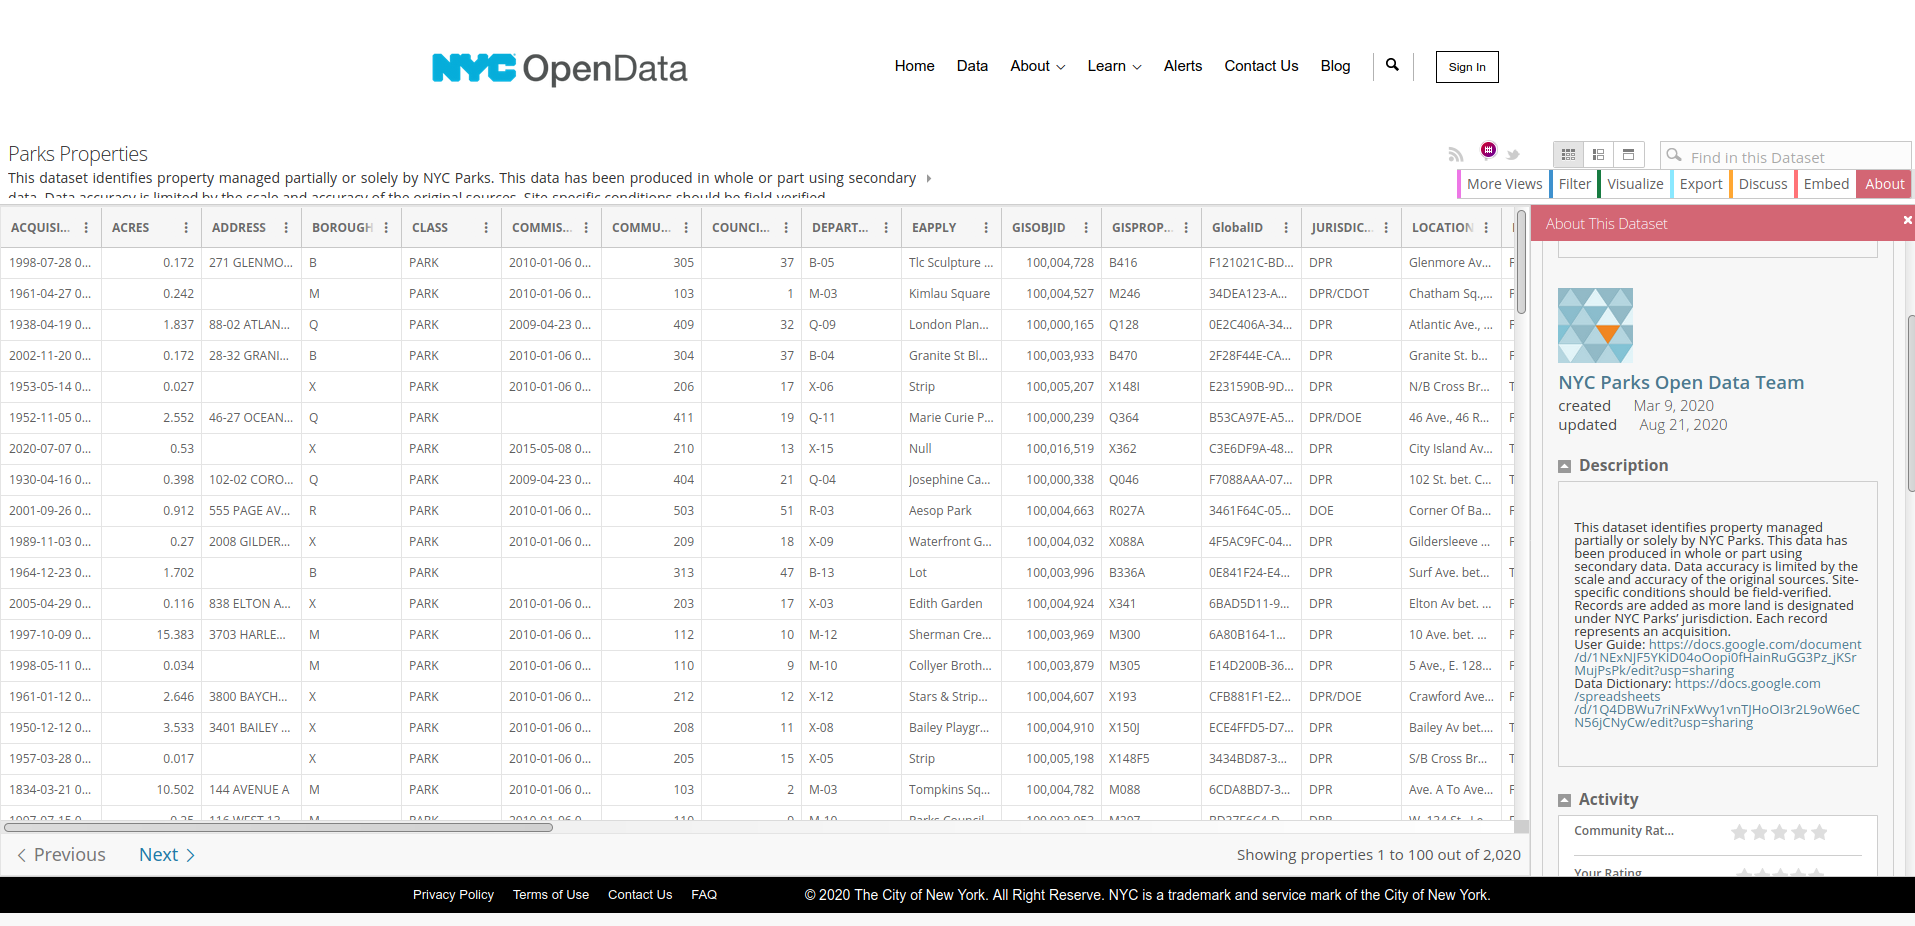 NYC OpenData
Home Data About Learn Alerts Contact Us Blog Sign In
Parks Properties
This dataset identifies property managed partially or solely by NYC Parks. This data has been produced in whole or part using secondary
data. Data accuracy is limited by the scale and accuracy of the original sources. Site-specific conditions should be field verified.
Find in this Dataset
More Views Filter Visualize Export Discuss Embed About
ACQUISI... ACRES ADDRESS BOROUGH CLASS COMMIS... COMMU... COUNCI... DEPART... EAPPLY GISOBJID GISPROP... GlobalID JURISDIC... LOCATION
1998-07-28 0... 0.172 271 GLENMO... B PARK 2010-01-06 0... 305 37 B-05 Tlc Sculpture ... 100,004,728 B416 F121021C-BD... DPR Glenmore Av...
1961-04-27 0... 0.242 M PARK 2010-01-06 0... 103 1 M-03 Kimlau Square 100,004,527 M246 34DEA123-A... DPR/CDOT Chatham Sq.,...
1938-04-19 0... 1.837 88-02 ATLAN... Q PARK 2009-04-23 0... 409 32 Q-09 London Plan... 100,000,165 Q128 0E2C406A-34... DPR Atlantic Ave., ...
2002-11-20 0... 0.172 28-32 GRANI... B PARK 2010-01-06 0... 304 37 B-04 Granite St Bl... 100,003,933 B470 2F28F44E-CA... DPR Granite St. b...
1953-05-14 0... 0.027 X PARK 2010-01-06 0... 206 17 X-06 Strip 100,005,207 X148I E231590B-9D... DPR N/B Cross Br...
1952-11-05 0... 2.552 46-27 OCEAN... Q PARK 411 19 Q-11 Marie Curie P... 100,000,239 Q364 B53CA97E-A5... DPR/DOE 46 Ave., 46 R...
2020-07-07 0... 0.53 X PARK 2015-05-08 0... 210 13 X-15 Null 100,016,519 X362 C3E6DF9A-48... DPR City Island Av...
1930-04-16 0... 0.398 102-02 CORO... Q PARK 2009-04-23 0... 404 21 Q-04 Josephine Ca... 100,000,338 Q046 F7088AAA-07... DPR 102 St. bet. C...
2001-09-26 0... 0.912 555 PAGE AV... R PARK 2010-01-06 0... 503 51 R-03 Aesop Park 100,004,663 R027A 3461F64C-05... DOE Corner Of Ba...
1989-11-03 0... 0.27 2008 GILDER... X PARK 2010-01-06 0... 209 18 X-09 Waterfront G... 100,004,032 X088A 4F5AC9FC-04... DPR Gildersleeve ...
1964-12-23 0... 1.702 B PARK 313 47 B-13 Lot 100,003,996 B336A 0E841F24-E4... DPR Surf Ave. bet...
2005-04-29 0... 0.116 838 ELTON A... X PARK 2010-01-06 0... 203 17 X-03 Edith Garden 100,004,924 X341 6BAD5D11-9... DPR Elton Av bet. ...
1997-10-09 0... 15.383 3703 HARLE... M PARK 2010-01-06 0... 112 10 M-12 Sherman Cre... 100,003,969 M300 6A80B164-1... DPR 10 Ave. bet. ...
1998-05-11 0... 0.034 M PARK 2010-01-06 0... 110 9 M-10 Collyer Broth... 100,003,879 M305 E14D200B-36... DPR 5 Ave., E. 128...
1961-01-12 0... 2.646 3800 BAYCH... X PARK 2010-01-06 0... 212 12 X-12 Stars & Strip... 100,004,607 X193 CFB881F1-E2... DPR/DOE Crawford Ave...
1950-12-12 0... 3.533 3401 BAILEY ... X PARK 2010-01-06 0... 208 11 X-08 Bailey Playgr... 100,004,910 X150J ECE4FFD5-D7... DPR Bailey Av bet....
1957-03-28 0... 0.017 X PARK 2010-01-06 0... 205 15 X-05 Strip 100,005,198 X148F5 3434BD87-3... DPR S/B Cross Br...
1834-03-21 0... 10.502 144 AVENUE A M PARK 2010-01-06 0... 103 2 M-03 Tompkins Sq... 100,004,782 M088 6CDA8BD7-3... DPR Ave. A To Ave...
Previous Next
Showing properties 1 to 100 out of 2,020
About This Dataset
NYC Parks Open Data Team
created Mar 9, 2020
updated Aug 21, 2020
Description
This dataset identifies property managed
partially or solely by NYC Parks. This data has
been produced in whole or part using
secondary data. Data accuracy is limited by the
scale and accuracy of the original sources. Site-
specific conditions should be field-verified.
Records are added as more land is designated
under NYC Parks' jurisdiction. Each record
represents an acquisition.
User Guide: https://docs.google.com/document
/d/1NExNJF5YKlD04oOopi0fHainRuGG3Pz_jKSr
MujPsPk/edit?usp=sharing
Data Dictionary: https://docs.google.com
/spreadsheets
/d/1Q4DBWu7riNFxWvy1vnTJHoOI3r2L9oW6eC
N56jCNyCw/edit?usp=sharing
Activity
Community Rat...
Your Rating
Privacy Policy Terms of Use Contact Us FAQ © 2020 The City of New York. All Right Reserve. NYC is a trademark and service mark of the City of New York.